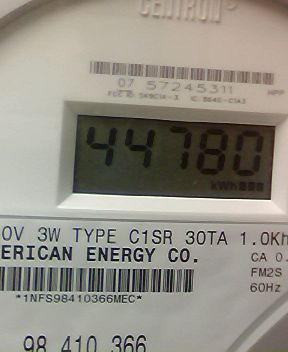 CENTRON
07 57245311
44780
kWh
0V 3W TYPE C1SR 30TA 1.0Kh
ERICAN ENERGY CO.
CA 0.
FM2S
60Hz
*1NFS98410366MEC*
98 410 366